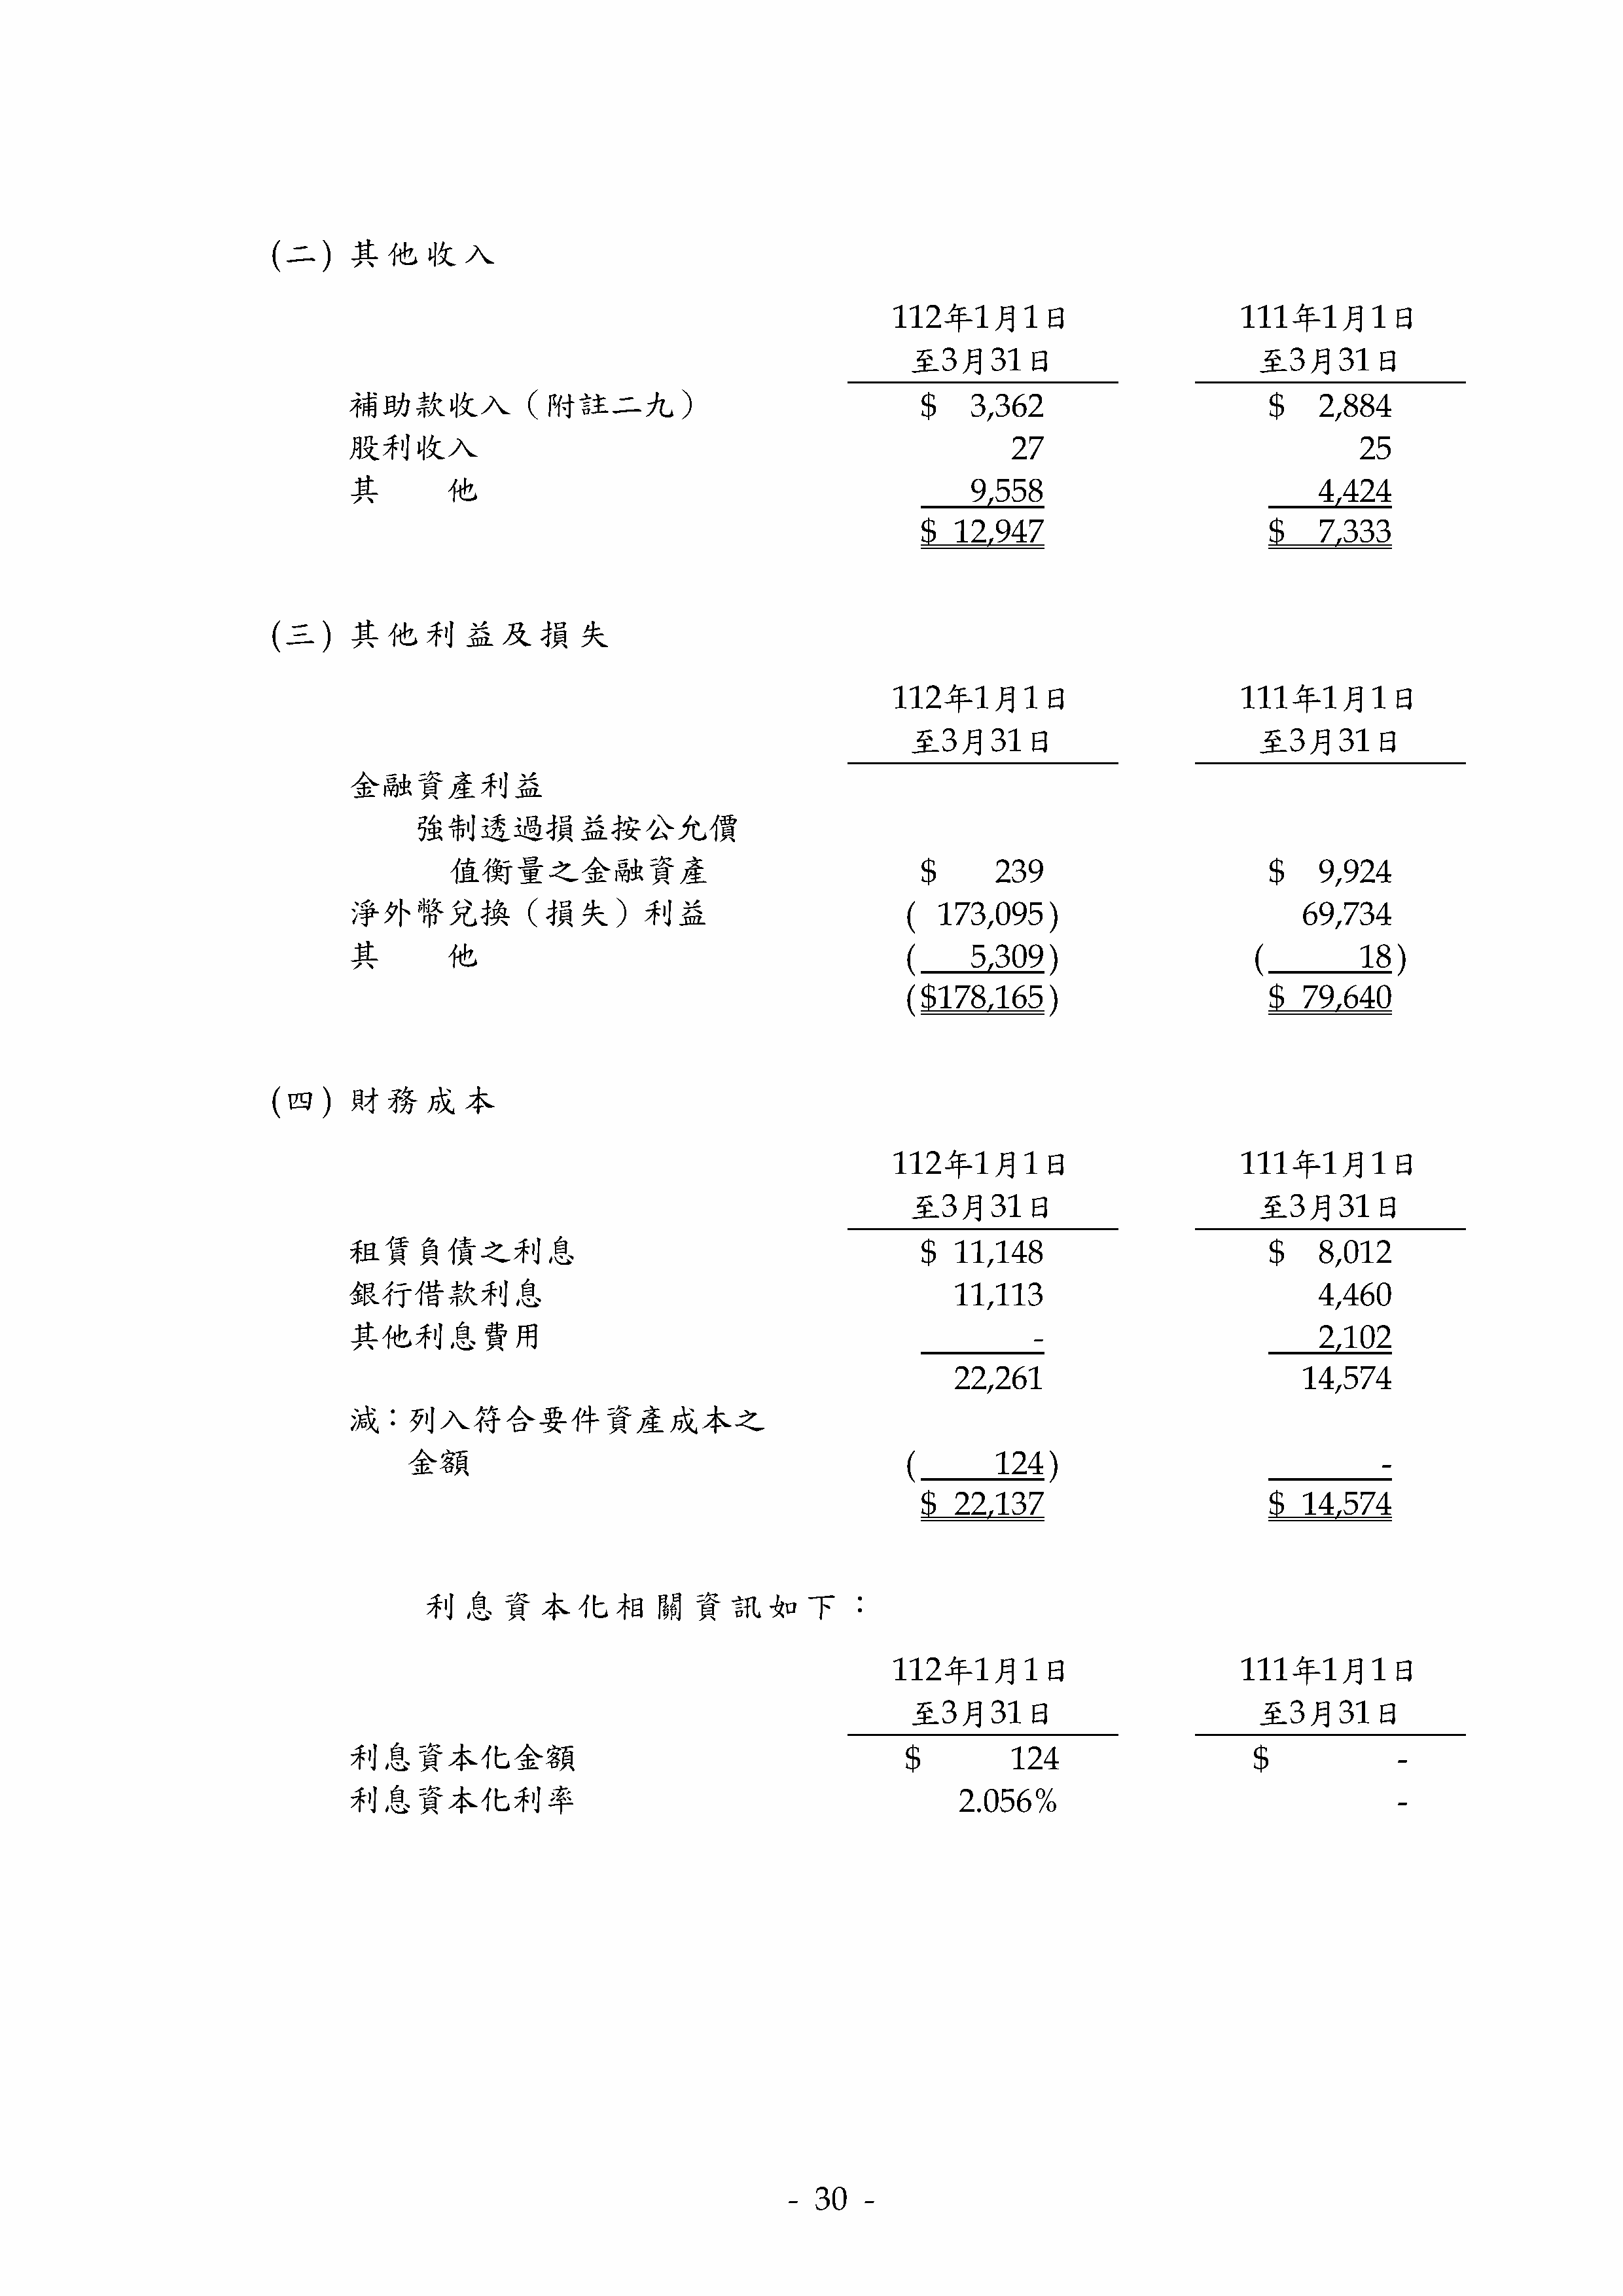 (二) 其他收入
112年1月1日 111年1月1日
至3月31日 至3月31日
補助款收入（附註二九） $ 3,362 $ 2,884
股利收入 27 25
其 他 9,558 4,424
$ 12,947 $ 7,333
(三) 其他利益及損失
112年1月1日 111年1月1日
至3月31日 至3月31日
金融資產利益
強制透過損益按公允價
值衡量之金融資產 $ 239 $ 9,924
淨外幣兌換（損失）利益 ( 173,095) 69,734
其 他 ( 5,309) ( 18)
($178,165) $ 79,640
(四) 財務成本
112年1月1日 111年1月1日
至3月31日 至3月31日
租賃負債之利息 $ 11,148 $ 8,012
銀行借款利息 11,113 4,460
其他利息費用 - 2,102
22,261 14,574
減：列入符合要件資產成本之
金額 ( 124) -
$ 22,137 $ 14,574
利息資本化相關資訊如下：
112年1月1日 111年1月1日
至3月31日 至3月31日
利息資本化金額 $ 124 $ -
利息資本化利率 2.056% -
- 30 -